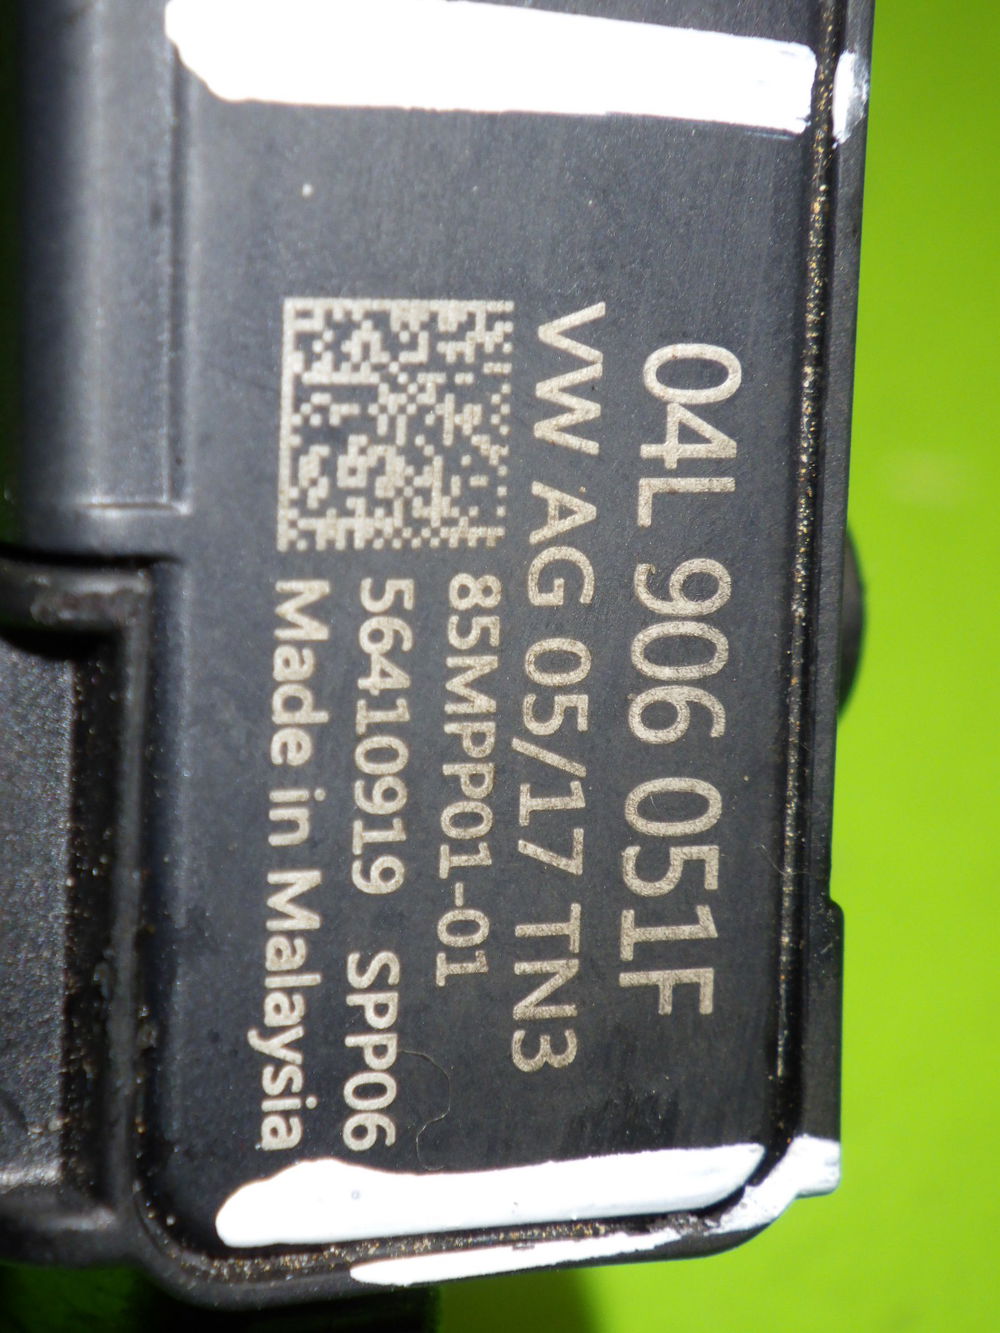 04L 906 051F
VW AG 05/17 TN3
85MPP01-01
56410919 SPP06
Made in Malaysia